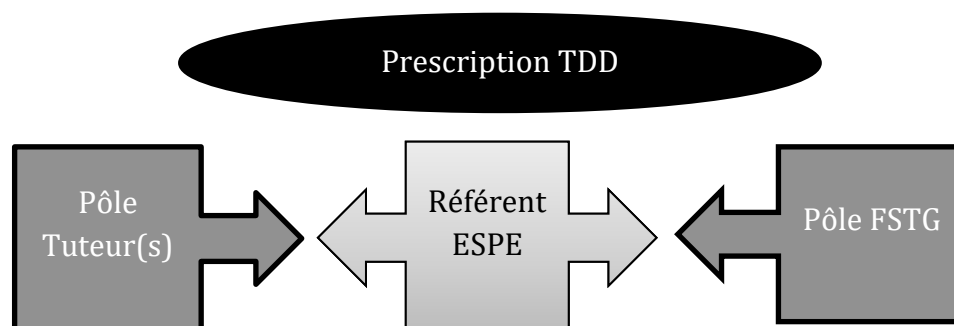 Prescription TDD
Pôle
Tuteur(s)
Référent
ESPE
Pôle FSTG